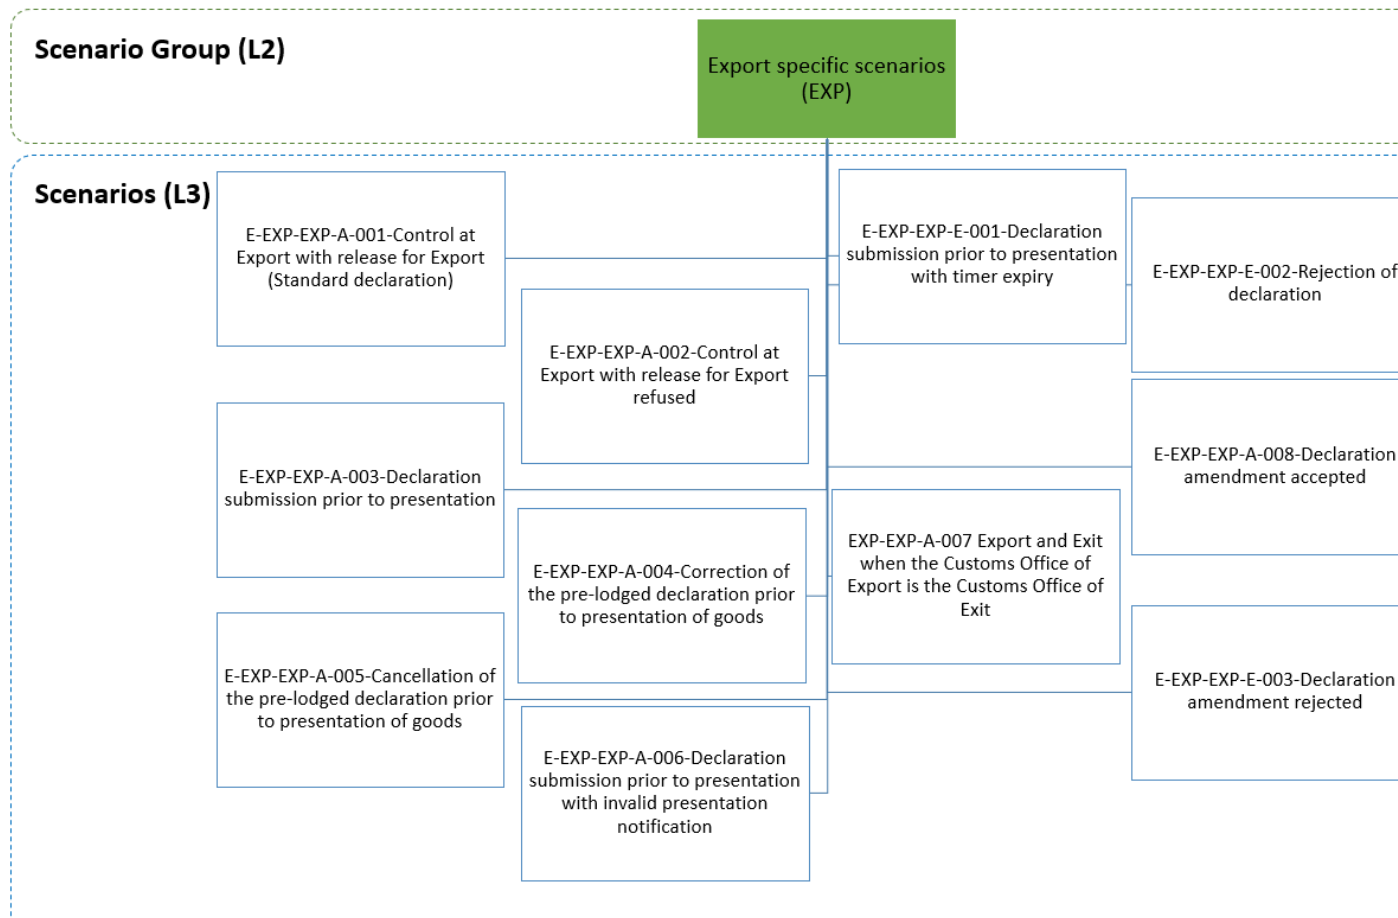 Scenario Group (L2)
Export specific scenarios
(EXP)
Scenarios (L3)
E-EXP-EXP-A-001-Control at
Export with release for Export
(Standard declaration)
E-EXP-EXP-E-001-Declaration
submission prior to presentation
with timer expiry
E-EXP-EXP-E-002-Rejection of
declaration
E-EXP-EXP-A-002-Control at
Export with release for Export
refused
E-EXP-EXP-A-003-Declaration
submission prior to presentation
E-EXP-EXP-A-008-Declaration
amendment accepted
E-EXP-EXP-A-004-Correction of
the pre-lodged declaration prior
to presentation of goods
EXP-EXP-A-007 Export and Exit
when the Customs Office of
Export is the Customs Office of
Exit
E-EXP-EXP-A-005-Cancellation of
the pre-lodged declaration prior
to presentation of goods
E-EXP-EXP-E-003-Declaration
amendment rejected
E-EXP-EXP-A-006-Declaration
submission prior to presentation
with invalid presentation
notification